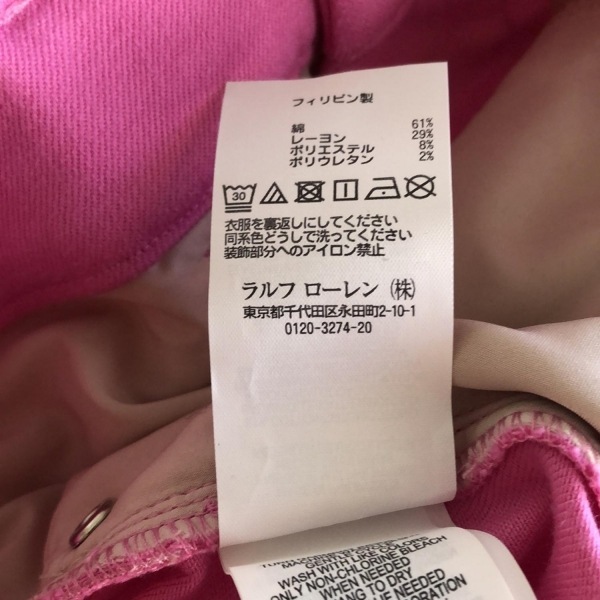 フィリピン製
綿 61%
レーヨン 29%
ポリエステル 8%
ポリウレタン 2%
30
衣服を裏返しにしてください
同系色どうしで洗ってください
装飾部分へのアイロン禁止
ラルフ ローレン (株)
東京都千代田区永田町2-10-1
0120-3274-20
WASH WITH LIKE COLORS
ONLY NON-CHLORINE BLEACH
WHEN NEEDED
HANG TO DRY
IRON IF NEEDED